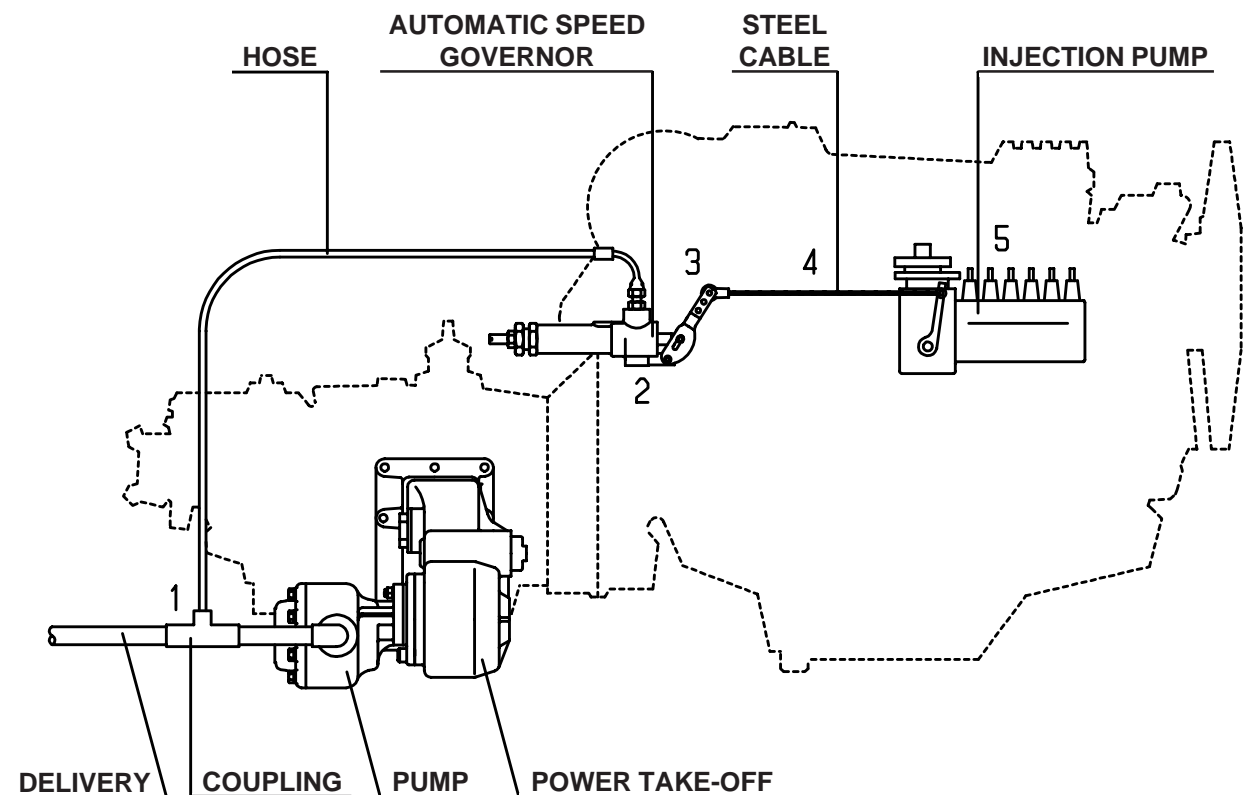 AUTOMATIC SPEED
GOVERNOR
STEEL
CABLE
HOSE
INJECTION PUMP
5
3
4
2
1
DELIVERY
COUPLING
PUMP
POWER TAKE-OFF